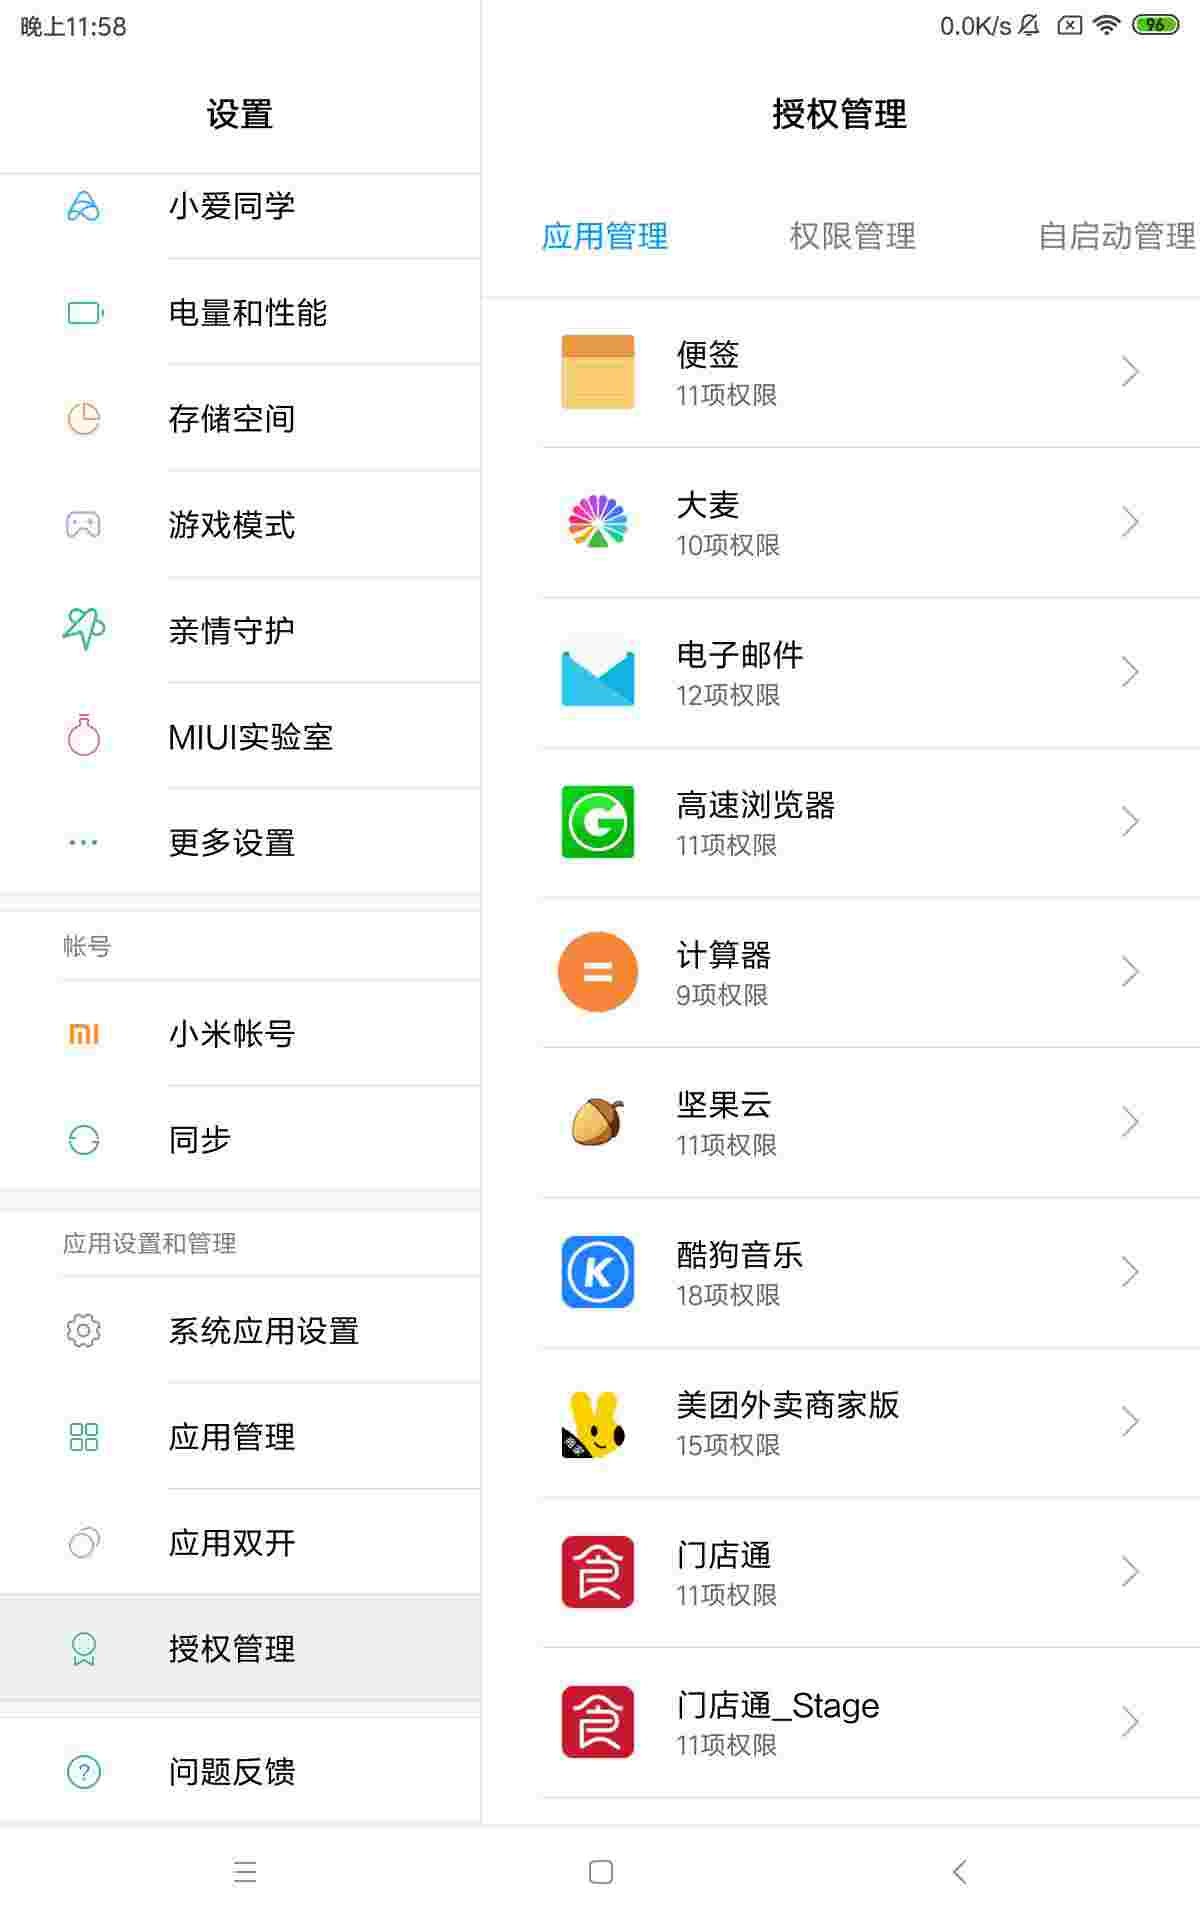 晚上11:58
0.0K/s
96
设置
小爱同学
电量和性能
存储空间
游戏模式
亲情守护
MIUI实验室
更多设置
帐号
小米帐号
同步
应用设置和管理
系统应用设置
应用管理
应用双开
授权管理
问题反馈
授权管理
应用管理
权限管理
自启动管理
便签
11项权限
大麦
10项权限
电子邮件
12项权限
高速浏览器
11项权限
计算器
9项权限
坚果云
11项权限
酷狗音乐
18项权限
美团外卖商家版
15项权限
门店通
11项权限
门店通_Stage
11项权限